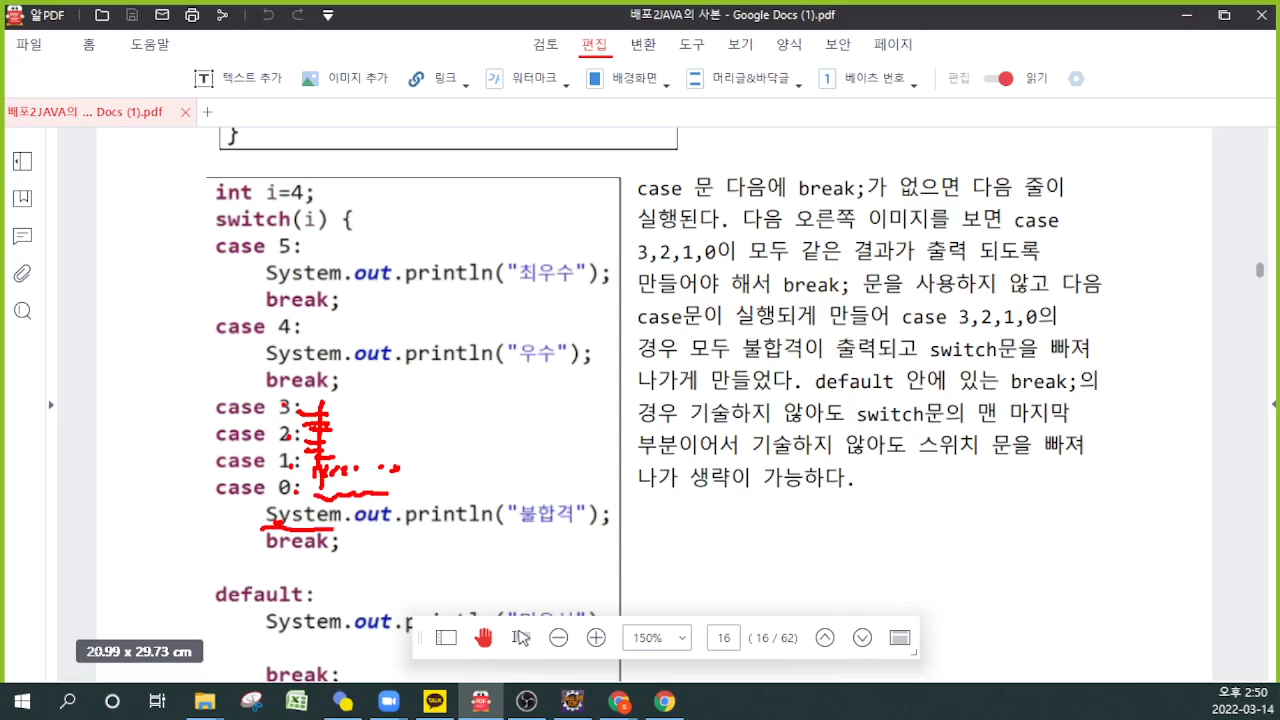 알PDF
배포2JAVA의 사본 - Google Docs (1).pdf
파일 홈 도움말 검토 편집 변환 도구 보기 양식 보안 페이지
텍스트 추가 이미지 추가 링크 워터마크 배경화면 머리글&바닥글 베이츠 번호 편집 읽기
배포2JAVA의 ... Docs (1).pdf
}
int i=4;
switch(i) {
case 5:
System.out.println("최우수");
break;
case 4:
System.out.println("우수");
break;
case 3:
case 2:
case 1:
case 0:
System.out.println("불합격");
break;
default:
System.out.p
break;
case 문 다음에 break;가 없으면 다음 줄이
실행된다. 다음 오른쪽 이미지를 보면 case
3,2,1,0이 모두 같은 결과가 출력 되도록
만들어야 해서 break; 문을 사용하지 않고 다음
case문이 실행되게 만들어 case 3,2,1,0의
경우 모두 불합격이 출력되고 switch문을 빠져
나가게 만들었다. default 안에 있는 break;의
경우 기술하지 않아도 switch문의 맨 마지막
부분이어서 기술하지 않아도 스위치 문을 빠져
나가 생략이 가능하다.
20.99 x 29.73 cm
150% 16 (16 / 62)
오후 2:50
2022-03-14